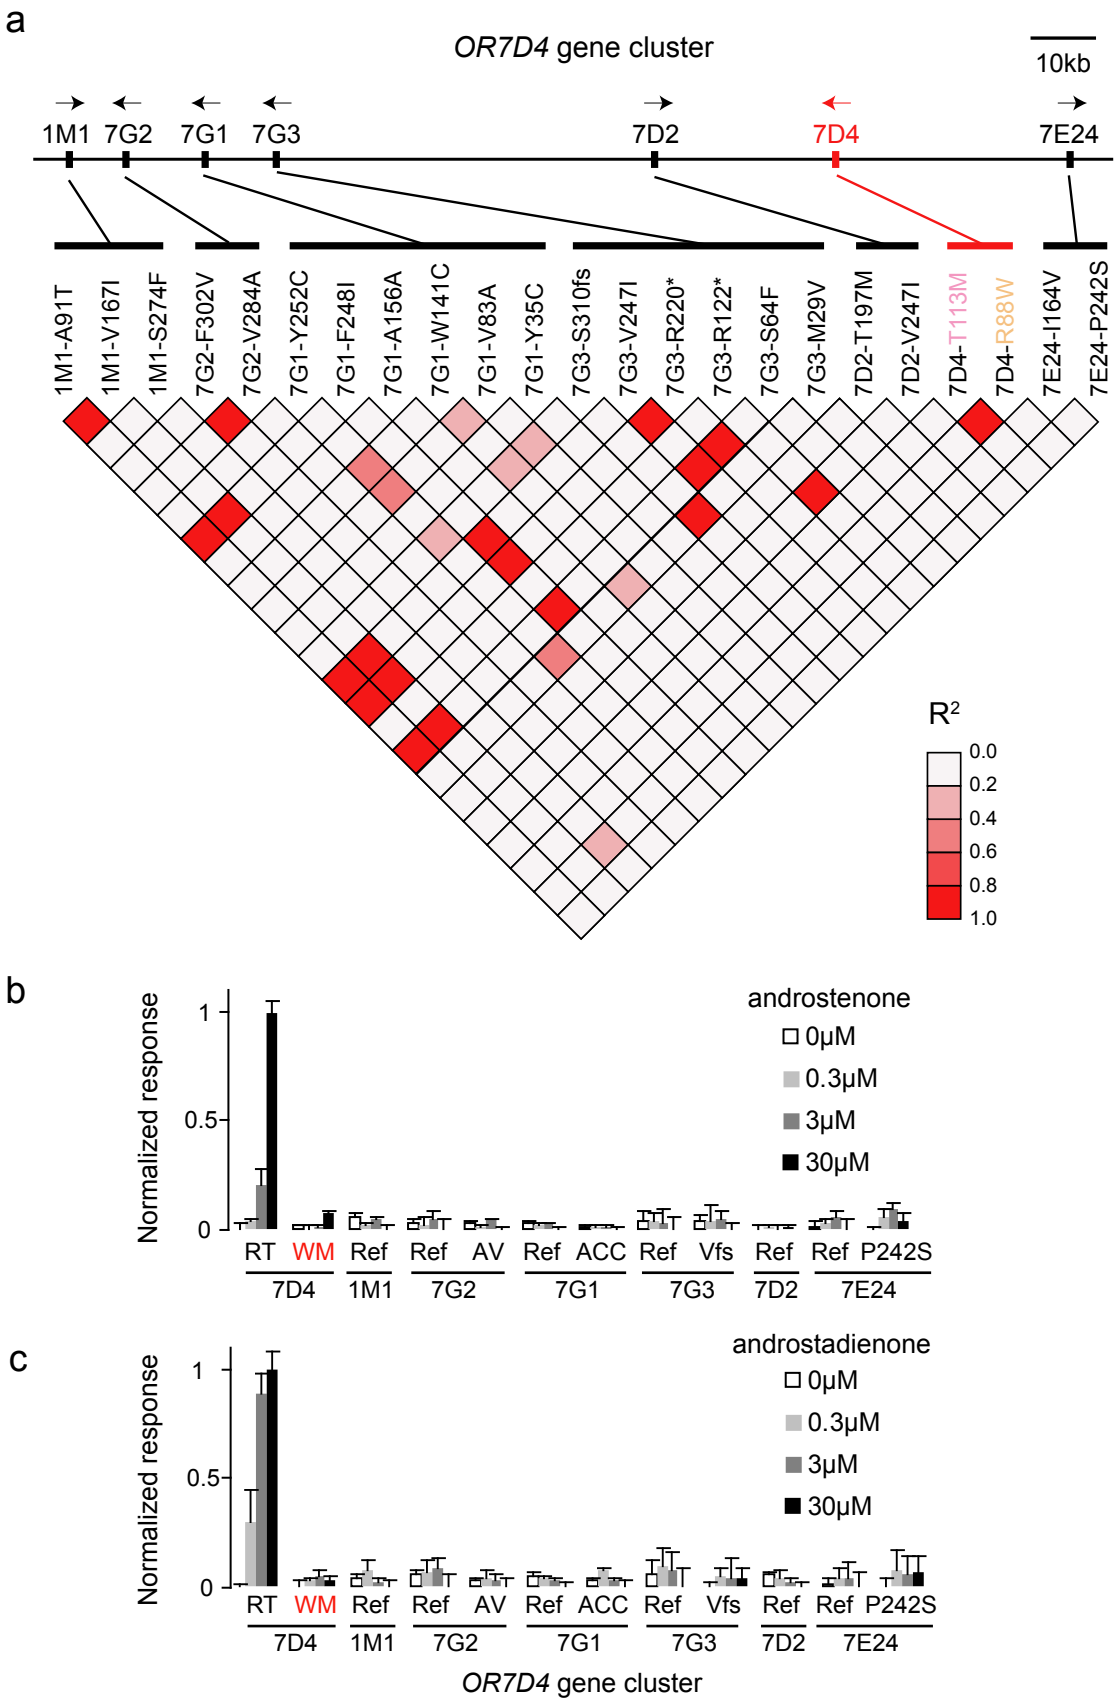 a
OR7D4 gene cluster
10kb
1M1 7G2 7G1 7G3 7D2 7D4 7E24
1M1-A91T
1M1-V167I
1M1-S274F
7G2-F302V
7G2-V284A
7G1-Y252C
7G1-F248I
7G1-A156A
7G1-W141C
7G1-V83A
7G1-Y35C
7G3-S310fs
7G3-V247I
7G3-R220*
7G3-R122*
7G3-S64F
7G3-M29V
7D2-T197M
7D2-V247I
7D4-T113M
7D4-R88W
7E24-I164V
7E24-P242S
R²
0.0
0.2
0.4
0.6
0.8
1.0
b
Normalized response
1
0.5
0
androstenone
0µM
0.3µM
3µM
30µM
RT WM Ref Ref AV Ref ACC Ref Vfs Ref Ref P242S
7D4 1M1 7G2 7G1 7G3 7D2 7E24
c
Normalized response
1
0.5
0
androstadienone
0µM
0.3µM
3µM
30µM
RT WM Ref Ref AV Ref ACC Ref Vfs Ref Ref P242S
7D4 1M1 7G2 7G1 7G3 7D2 7E24
OR7D4 gene cluster